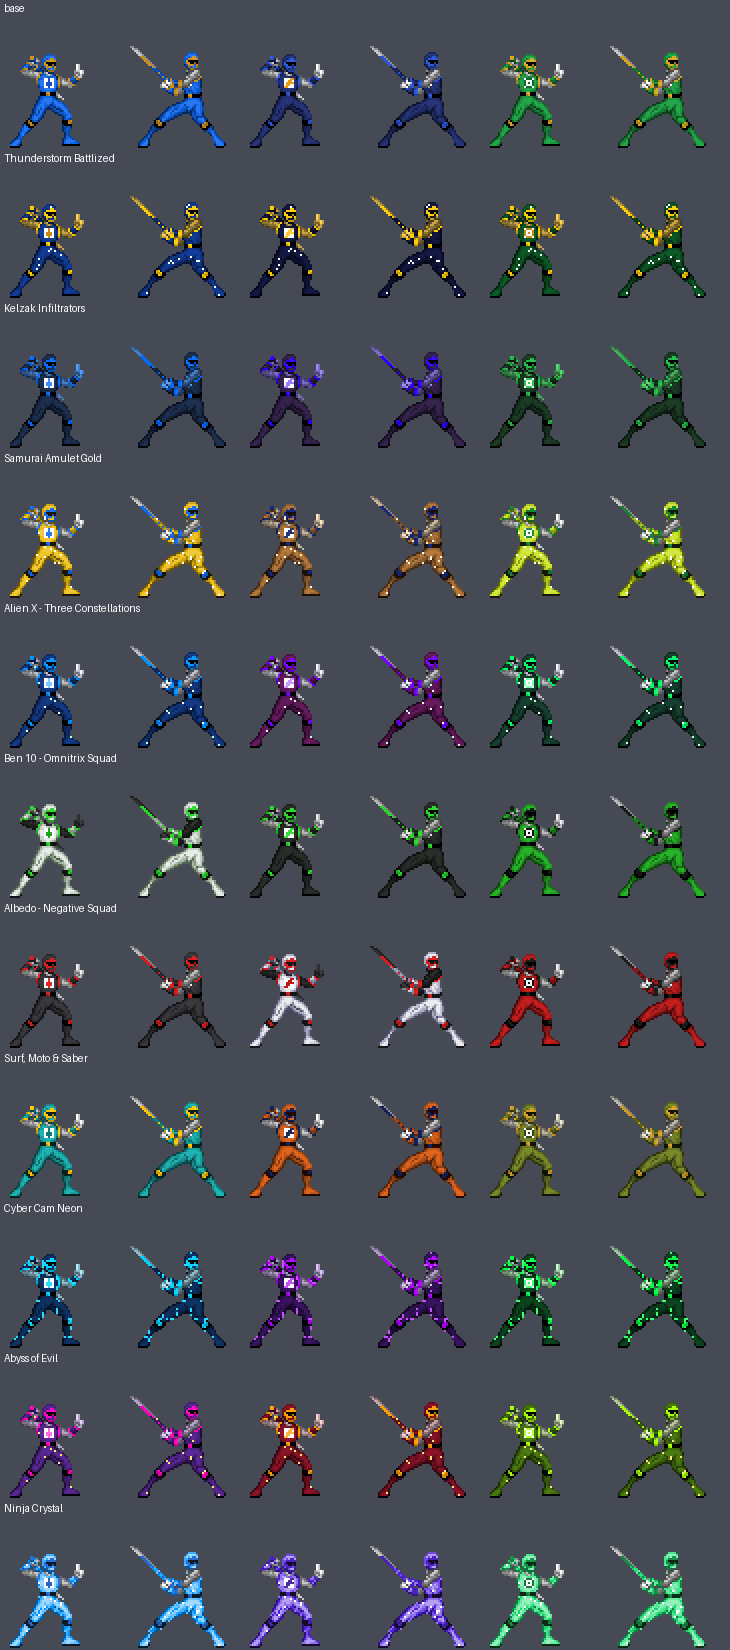 base
Thunderstorm Battlized
Kelzak Infiltrators
Samurai Amulet Gold
Alien X - Three Constellations
Ben 10 - Omnitrix Squad
Albedo - Negative Squad
Surf, Moto & Saber
Cyber Cam Neon
Abyss of Evil
Ninja Crystal